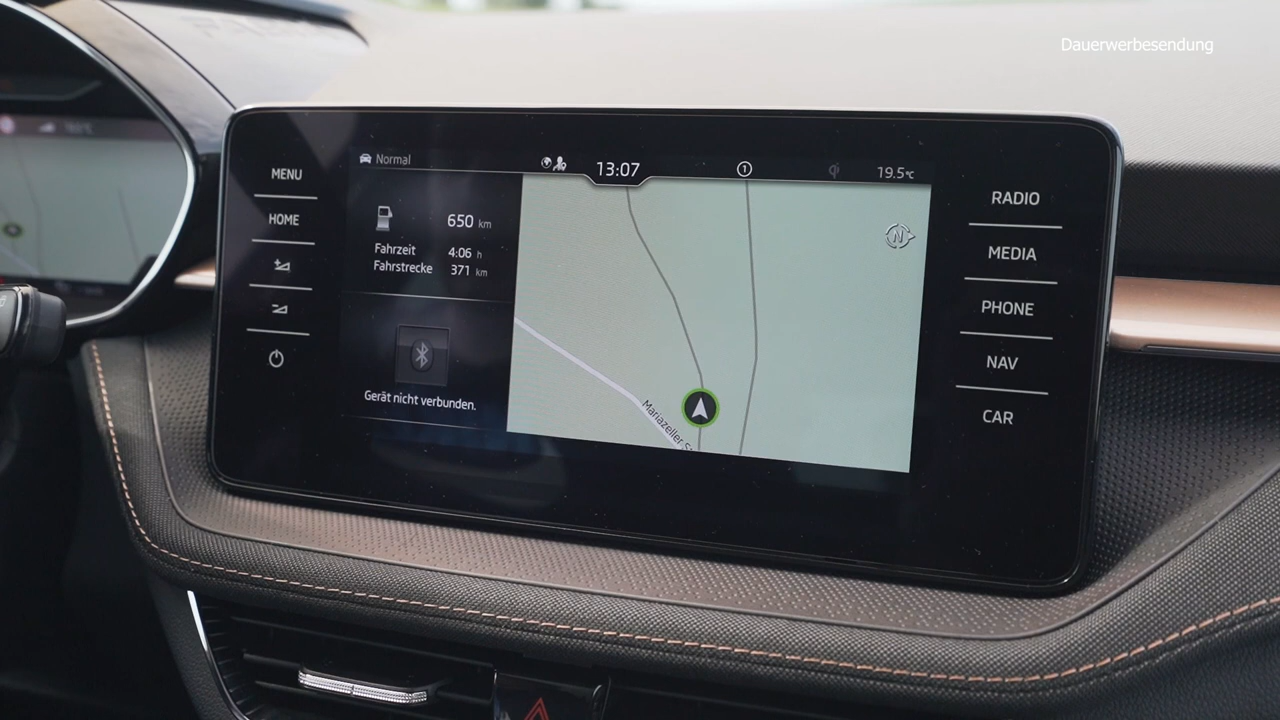 Dauerwerbesendung
Normal
13:07
1
19.5°C
MENU
HOME
650 km
Fahrzeit 4:06 h
Fahrstrecke 371 km
Gerät nicht verbunden.
N
Mariazeller S
RADIO
MEDIA
PHONE
NAV
CAR